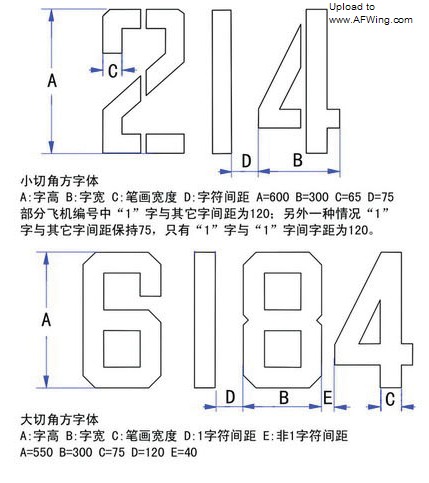 Upload to
www.AFWing.com
214
A
C
D
B
小切角方字体
A:字高 B:字宽 C:笔画宽度 D:字符间距 A=600 B=300 C=65 D=75
部分飞机编号中“1”字与其它字间距为120；另外一种情况“1”
字与其它字间距保持75，只有“1”字与“1”字间字距为120。
6184
A
D
B
E
C
大切角方字体
A:字高 B:字宽 C:笔画宽度 D:1字符间距 E:非1字符间距
A=550 B=300 C=75 D=120 E=40